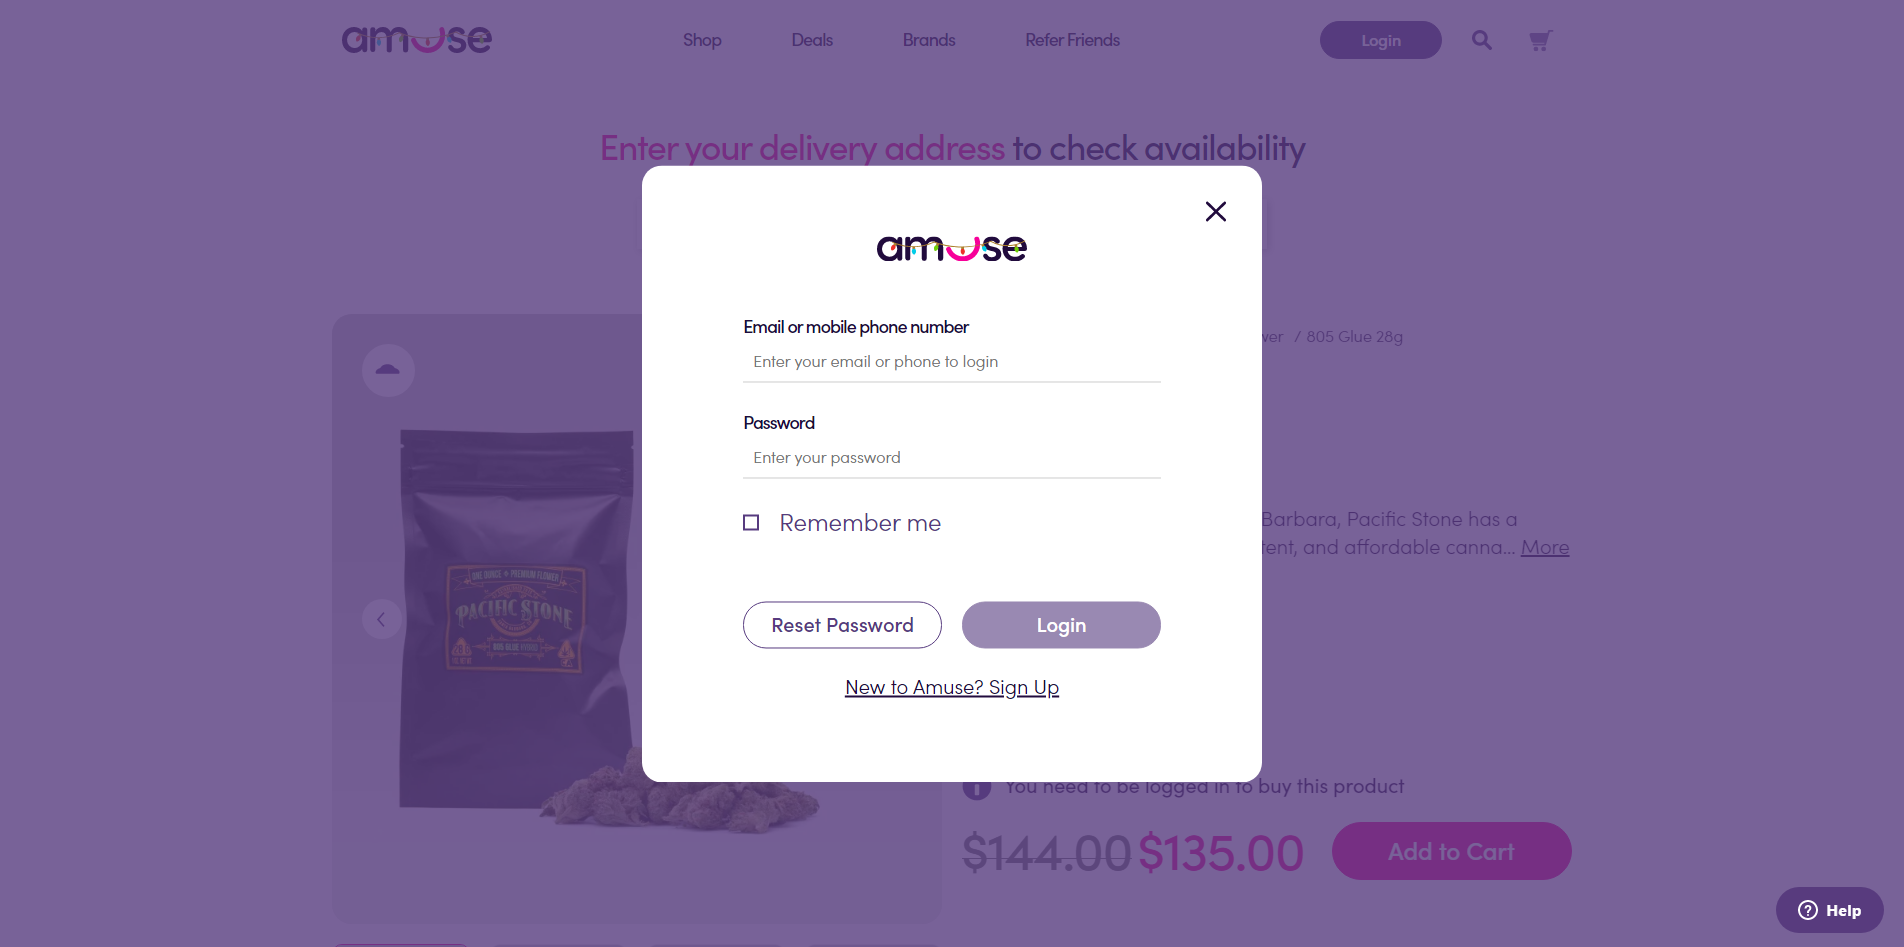 amuse
Shop
Deals
Brands
Refer Friends
Login
Enter your delivery address to check availability
amuse
Email or mobile phone number
Enter your email or phone to login
Password
Enter your password
Remember me
Reset Password
Login
New to Amuse? Sign Up
/ 805 Glue 28g
Barbara, Pacific Stone has a
and affordable canna... More
ONE OUNCE PREMIUM FLOWER
PACIFIC STONE
805 GLUE
You need to be logged in to buy this product
$144.00 $135.00
Add to Cart
Help